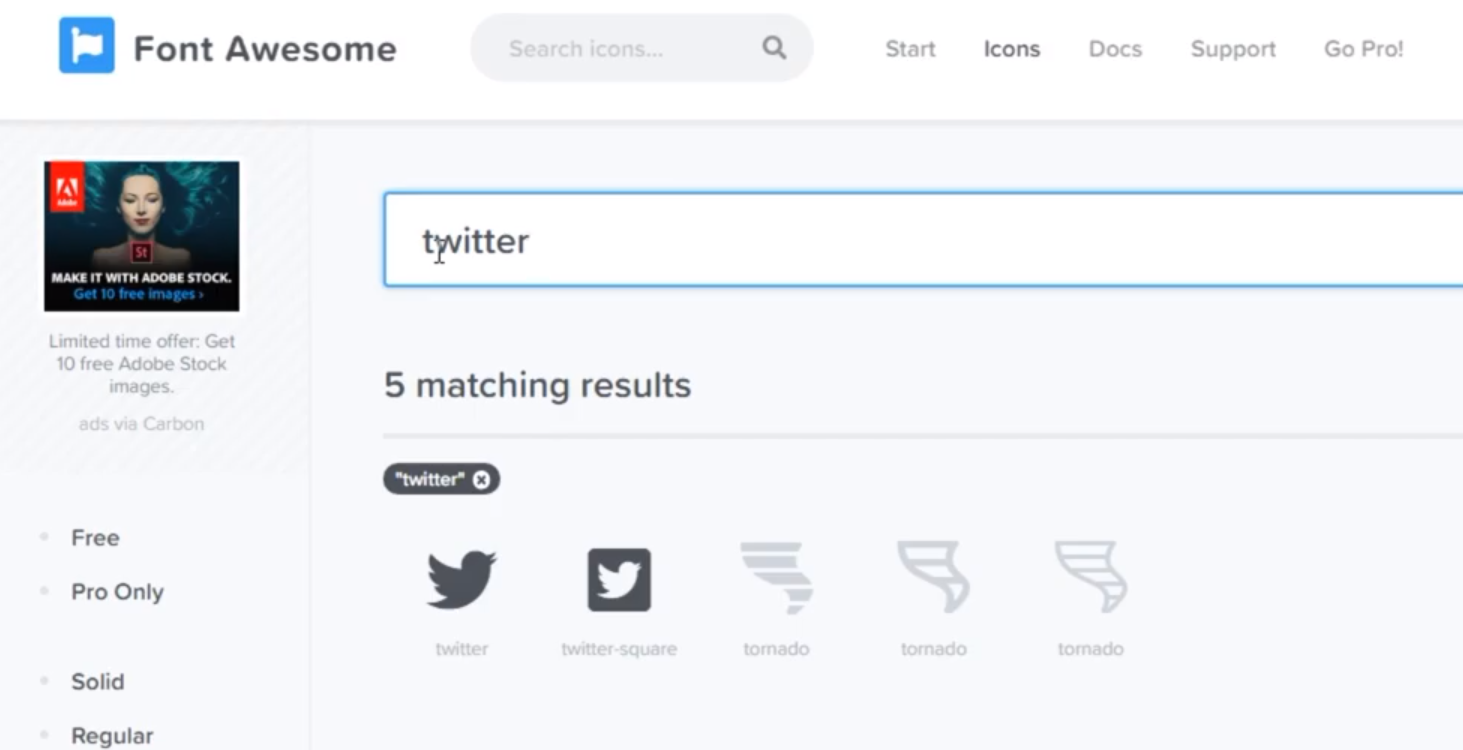 Font Awesome
Search icons...
Start
Icons
Docs
Support
Go Pro!
Adobe
St
MAKE IT WITH ADOBE STOCK.
Get 10 free images ›
Limited time offer: Get
10 free Adobe Stock
images.
ads via Carbon
Free
Pro Only
Solid
Regular
twitter
5 matching results
"twitter"
twitter
twitter-square
tornado
tornado
tornado